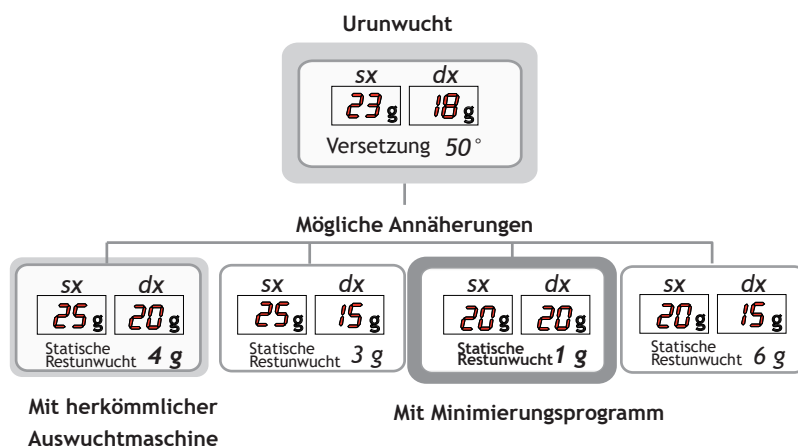 Urunwucht
sx dx
23 g 18 g
Versetzung 50°
Mögliche Annäherungen
sx dx
25 g 20 g
Statische
Restunwucht 4 g
sx dx
25 g 15 g
Statische
Restunwucht 3 g
sx dx
20 g 20 g
Statische
Restunwucht 1 g
sx dx
20 g 15 g
Statische
Restunwucht 6 g
Mit herkömmlicher
Auswuchtmaschine
Mit Minimierungsprogramm